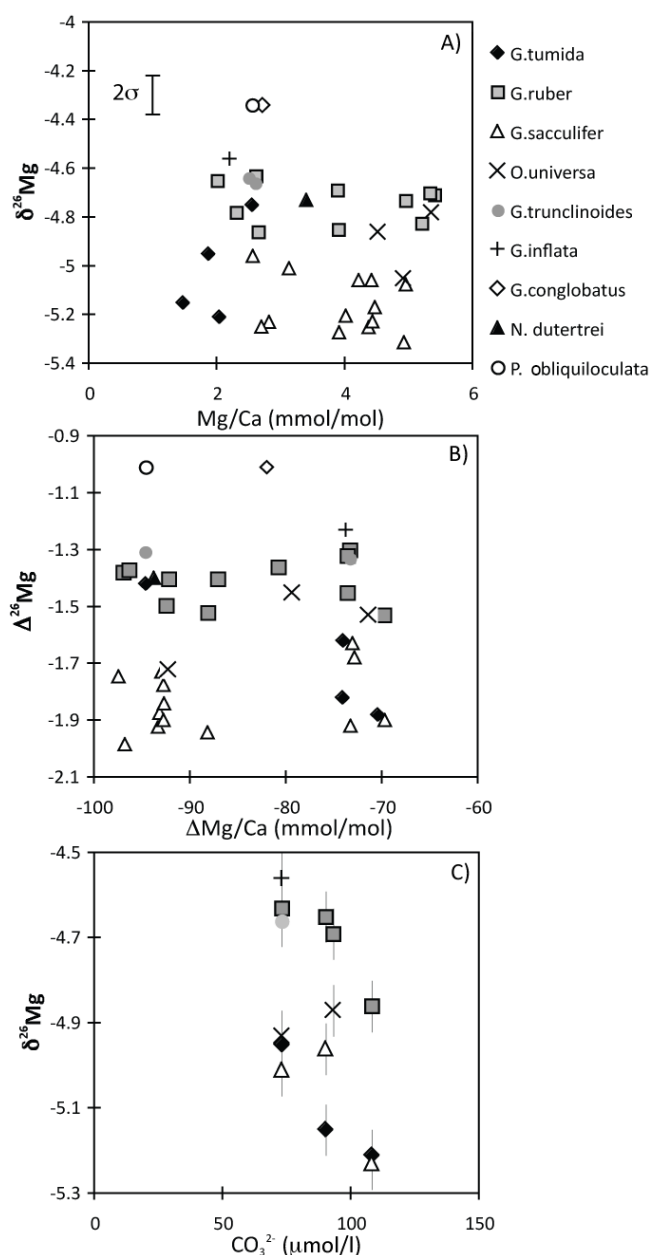 A)
δ²⁶Mg
-4
-4.2
-4.4
-4.6
-4.8
-5
-5.2
-5.4
2σ
0
2
4
6
Mg/Ca (mmol/mol)
G.tumida
G.ruber
G.sacculifer
O.universa
G.trunclinoides
G.inflata
G.conglobatus
N. dutertrei
P. obliquiloculata
B)
Δ²⁶Mg
-0.9
-1.1
-1.3
-1.5
-1.7
-1.9
-2.1
-100
-90
-80
-70
-60
ΔMg/Ca (mmol/mol)
C)
δ²⁶Mg
-4.5
-4.7
-4.9
-5.1
-5.3
0
50
100
150
CO₃²⁻ (µmol/l)